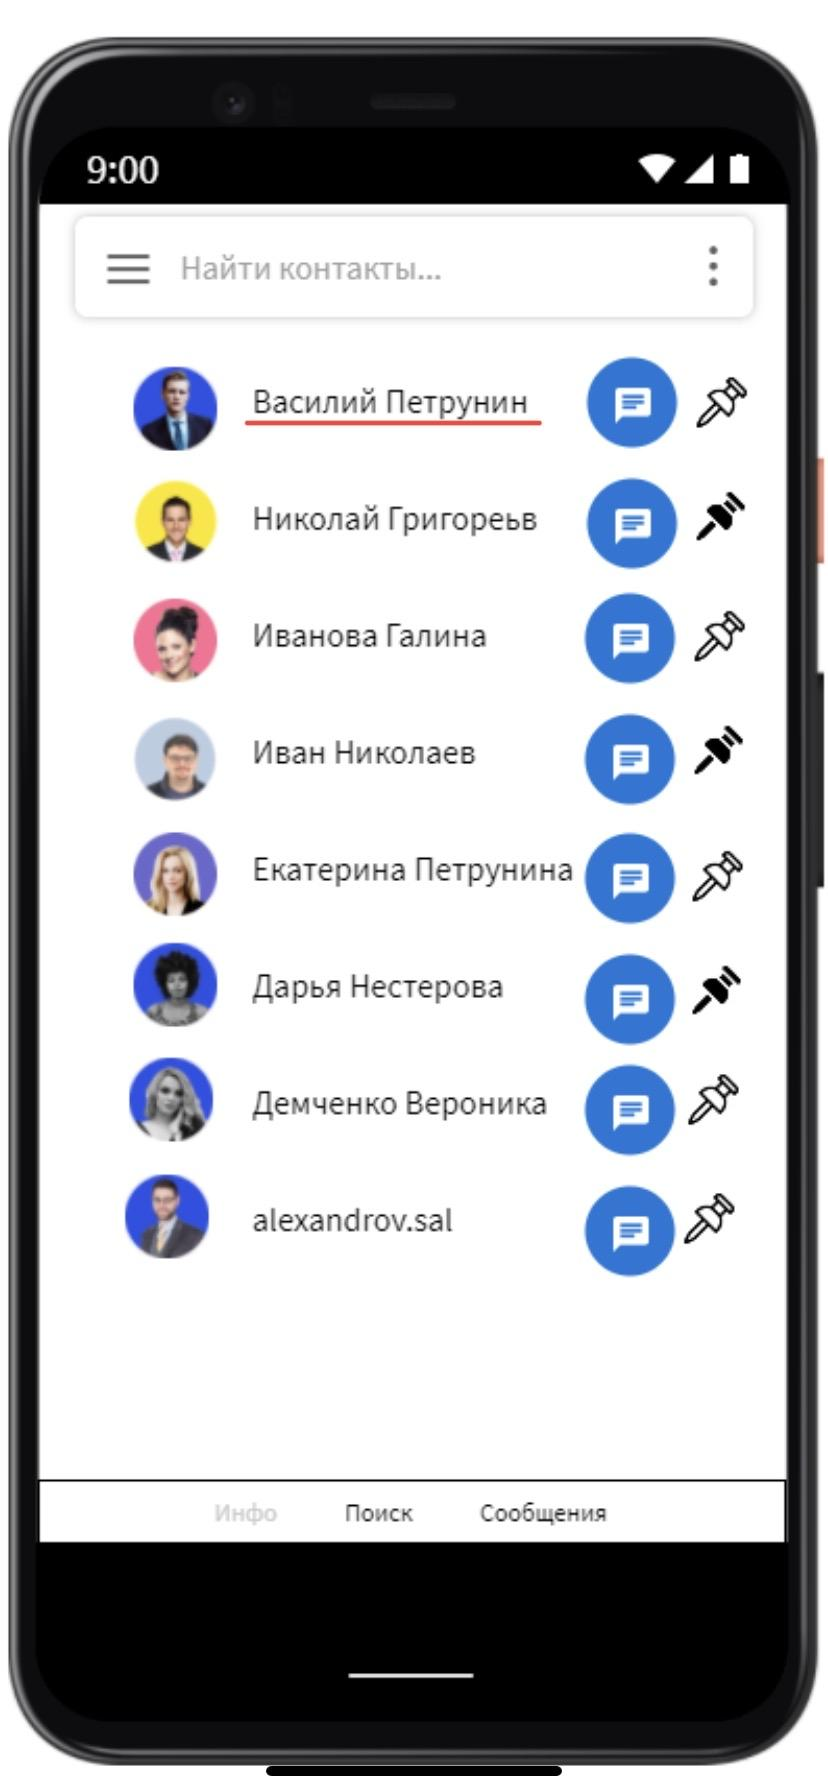 9:00
Найти контакты...
Василий Петрунин
Николай Григореьв
Иванова Галина
Иван Николаев
Екатерина Петрунина
Дарья Нестерова
Демченко Вероника
alexandrov.sal
Инфо Поиск Сообщения